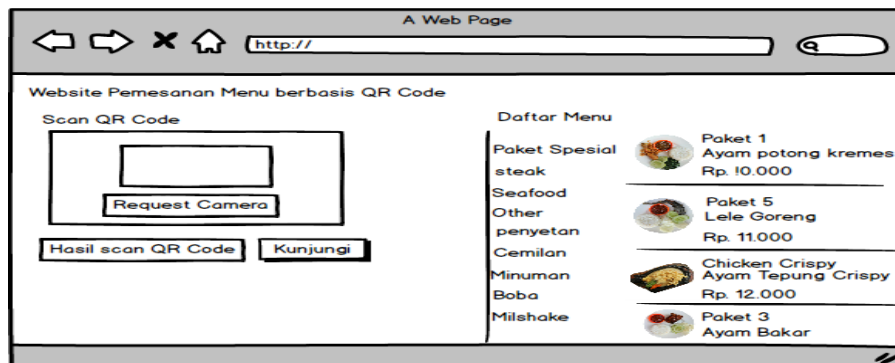 A Web Page
http://
Website Pemesanan Menu berbasis QR Code
Scan QR Code
Request Camera
Hasil scan QR Code
Kunjungi
Daftar Menu
Paket Spesial
steak
Seafood
Other
penyetan
Cemilan
Minuman
Boba
Milshake
Paket 1
Ayam potong kremes
Rp. !0.000
Paket 5
Lele Goreng
Rp. 11.000
Chicken Crispy
Ayam Tepung Crispy
Rp. 12.000
Paket 3
Ayam Bakar